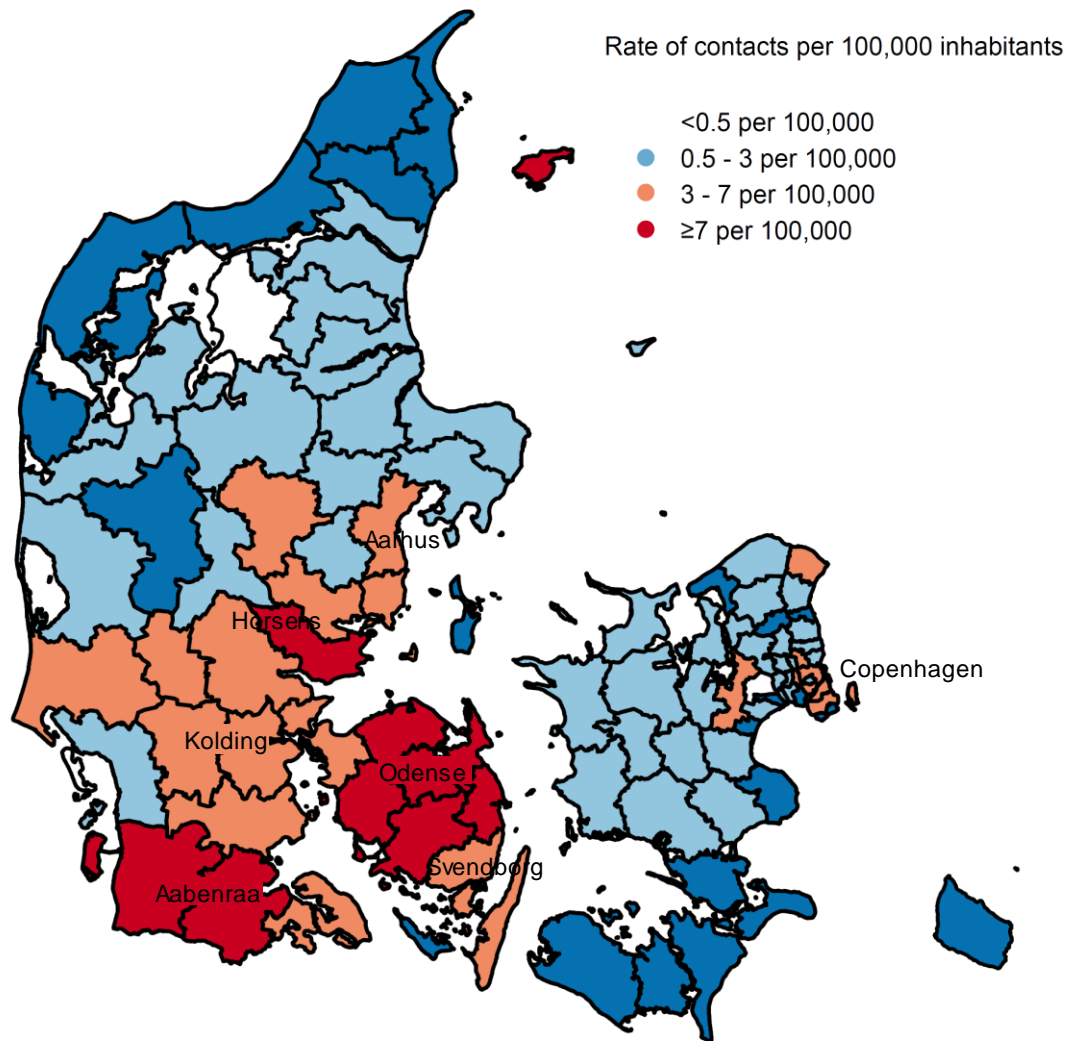 Rate of contacts per 100,000 inhabitants
<0.5 per 100,000
0.5 - 3 per 100,000
3 - 7 per 100,000
≥7 per 100,000
Aarhus
Horsens
Copenhagen
Kolding
Odense
Svendborg
Aabenraa